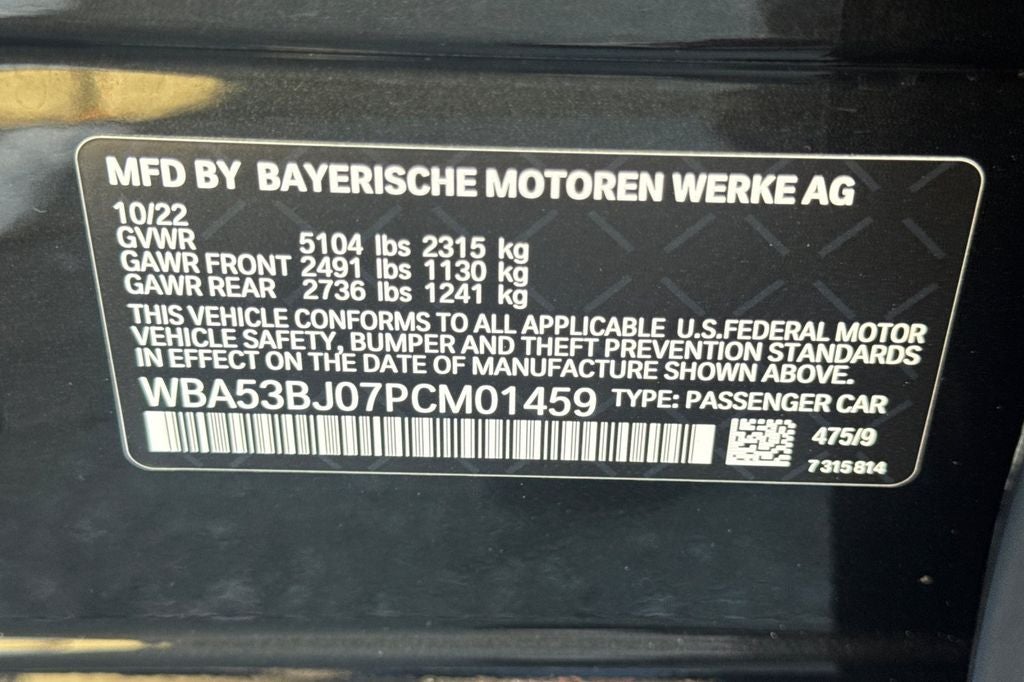 MFD BY BAYERISCHE MOTOREN WERKE AG
10/22
GVWR 5104 lbs 2315 kg
GAWR FRONT 2491 lbs 1130 kg
GAWR REAR 2736 lbs 1241 kg
THIS VEHICLE CONFORMS TO ALL APPLICABLE U.S.FEDERAL MOTOR
VEHICLE SAFETY, BUMPER AND THEFT PREVENTION STANDARDS
IN EFFECT ON THE DATE OF MANUFACTURE SHOWN ABOVE.
WBA53BJ07PCM01459 TYPE: PASSENGER CAR
475/9
7315814